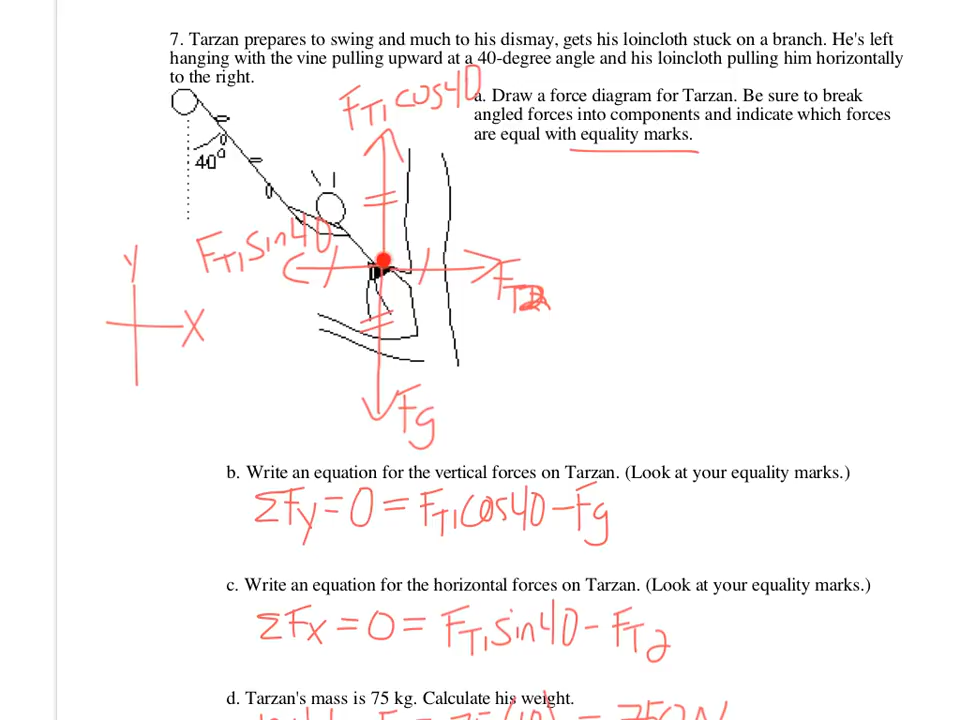 7. Tarzan prepares to swing and much to his dismay, gets his loincloth stuck on a branch. He's left
hanging with the vine pulling upward at a 40-degree angle and his loincloth pulling him horizontally
to the right.
a. Draw a force diagram for Tarzan. Be sure to break
angled forces into components and indicate which forces
are equal with equality marks.
FT1 cos40
40°
FT1 sin40
FT2
Y
X
Fg
b. Write an equation for the vertical forces on Tarzan. (Look at your equality marks.)
ΣFy = 0 = FT1 cos40 - Fg
c. Write an equation for the horizontal forces on Tarzan. (Look at your equality marks.)
ΣFx = 0 = FT1 sin40 - FT2
d. Tarzan's mass is 75 kg. Calculate his weight.
= 750N